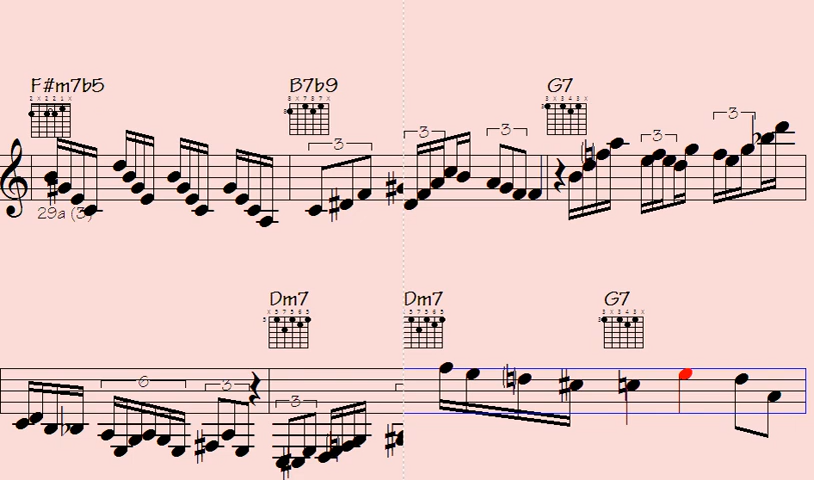 F#m7b5 B7b9 G7
3 3 3 3 3
29a (3)
Dm7 Dm7 G7
6 3 3